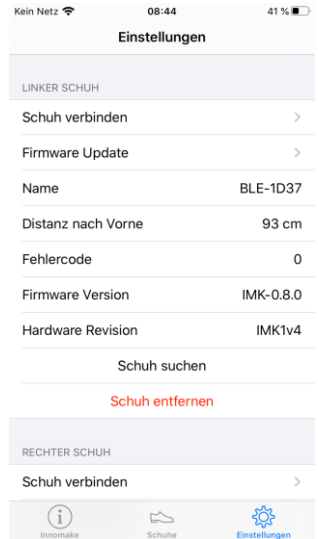 Kein Netz 08:44 41 %
Einstellungen
LINKER SCHUH
Schuh verbinden
Firmware Update
Name BLE-1D37
Distanz nach Vorne 93 cm
Fehlercode 0
Firmware Version IMK-0.8.0
Hardware Revision IMK1v4
Schuh suchen
Schuh entfernen
RECHTER SCHUH
Schuh verbinden
Innomake Schuhe Einstellungen